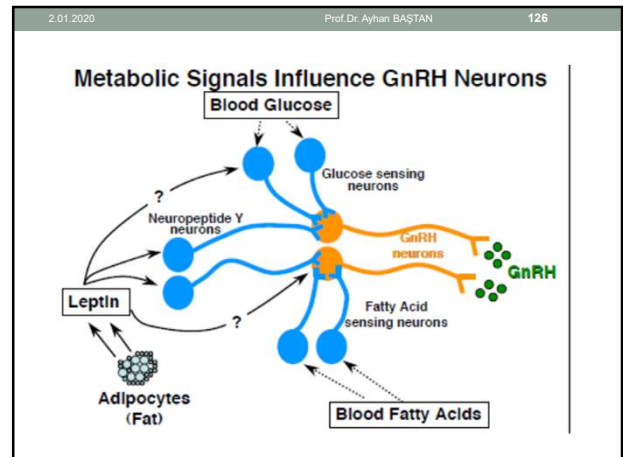 2.01.2020 Prof.Dr. Ayhan BAŞTAN 126
Metabolic Signals Influence GnRH Neurons
Blood Glucose
Glucose sensing
neurons
?
Neuropeptide Y
neurons
GnRH
neurons
GnRH
Leptin
?
Fatty Acid
sensing neurons
Adipocytes
(Fat)
Blood Fatty Acids